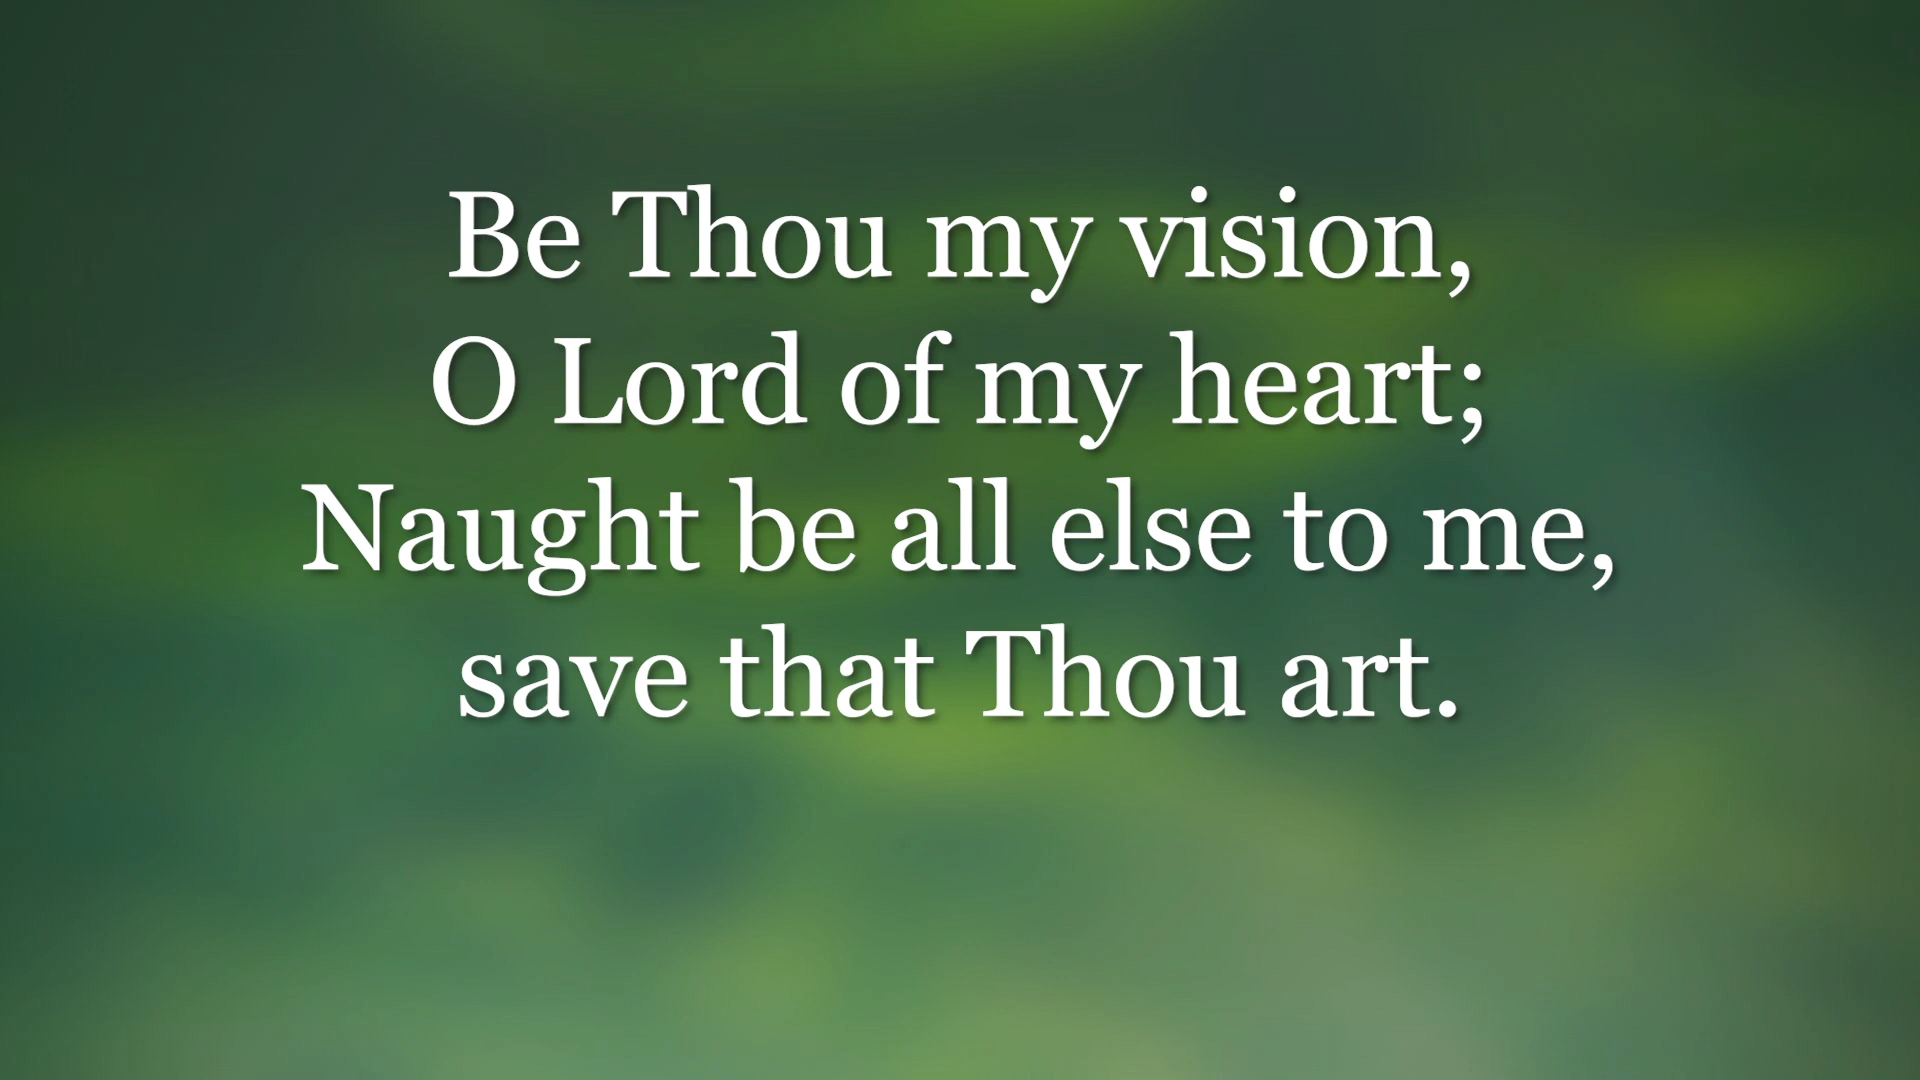 Be Thou my vision,
O Lord of my heart;
Naught be all else to me,
save that Thou art.